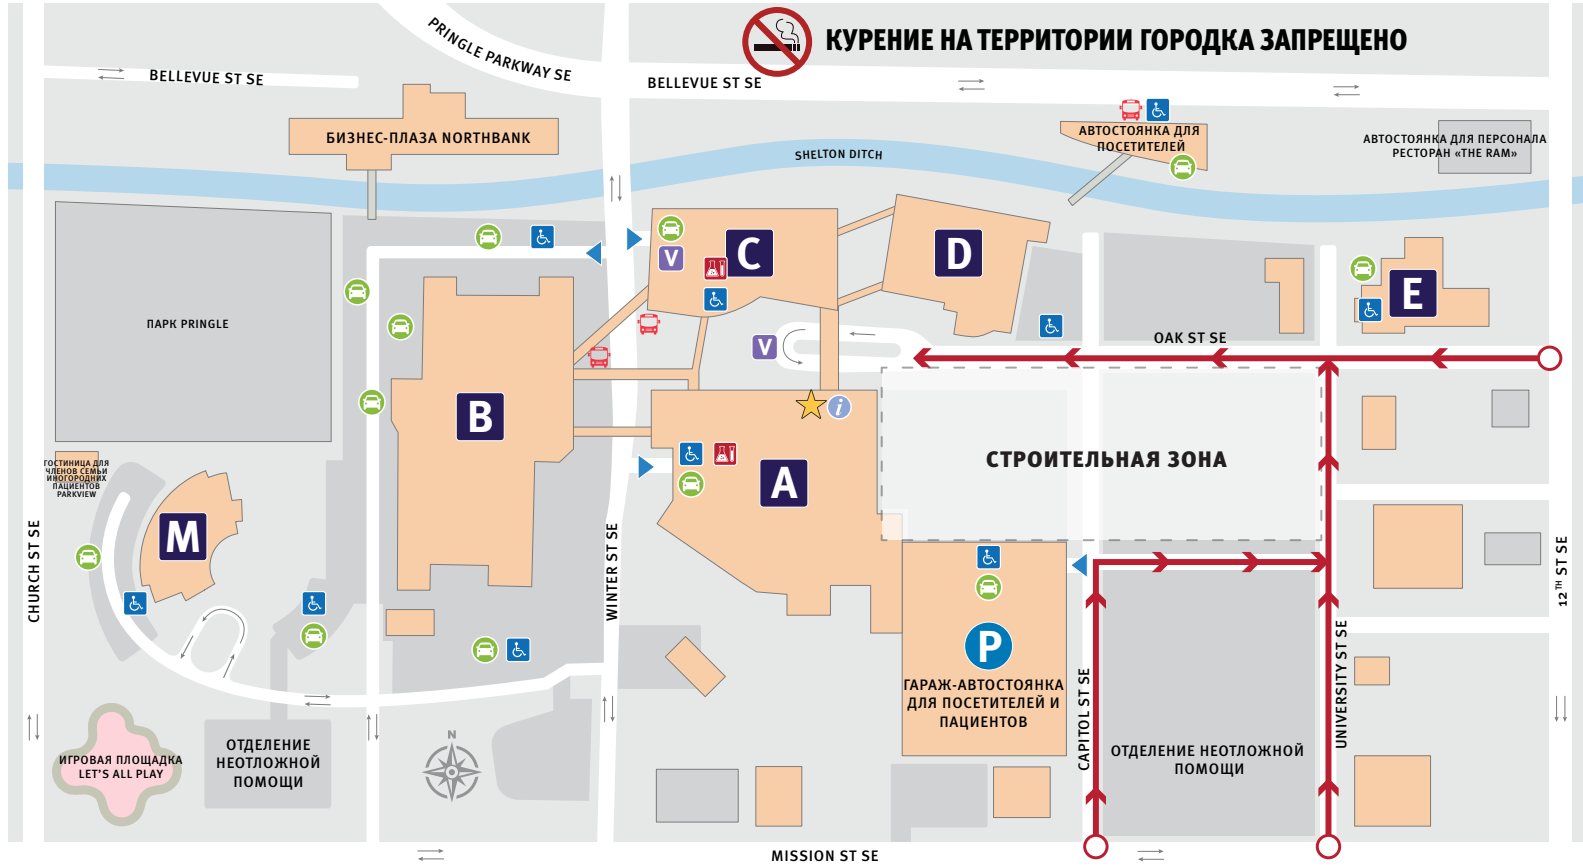 PRINGLE PARKWAY SE
КУРЕНИЕ НА ТЕРРИТОРИИ ГОРОДКА ЗАПРЕЩЕНО
BELLEVUE ST SE
BELLEVUE ST SE
БИЗНЕС-ПЛАЗА NORTHBANK
АВТОСТОЯНКА ДЛЯ
ПОСЕТИТЕЛЕЙ
АВТОСТОЯНКА ДЛЯ ПЕРСОНАЛА
РЕСТОРАН «THE RAM»
SHELTON DITCH
C
V
D
E
ПАРК PRINGLE
OAK ST SE
V
B
i
A
СТРОИТЕЛЬНАЯ ЗОНА
ГОСТИНИЦА ДЛЯ
ЧЛЕНОВ СЕМЬИ
ИНОГОРОДНИХ
ПАЦИЕНТОВ
PARKVIEW
M
CHURCH ST SE
WINTER ST SE
12TH ST SE
P
ГАРАЖ-АВТОСТОЯНКА
ДЛЯ ПОСЕТИТЕЛЕЙ И
ПАЦИЕНТОВ
CAPITOL ST SE
UNIVERSITY ST SE
ИГРОВАЯ ПЛОЩАДКА
LET'S ALL PLAY
ОТДЕЛЕНИЕ
НЕОТЛОЖНОЙ
ПОМОЩИ
N
ОТДЕЛЕНИЕ НЕОТЛОЖНОЙ
ПОМОЩИ
MISSION ST SE